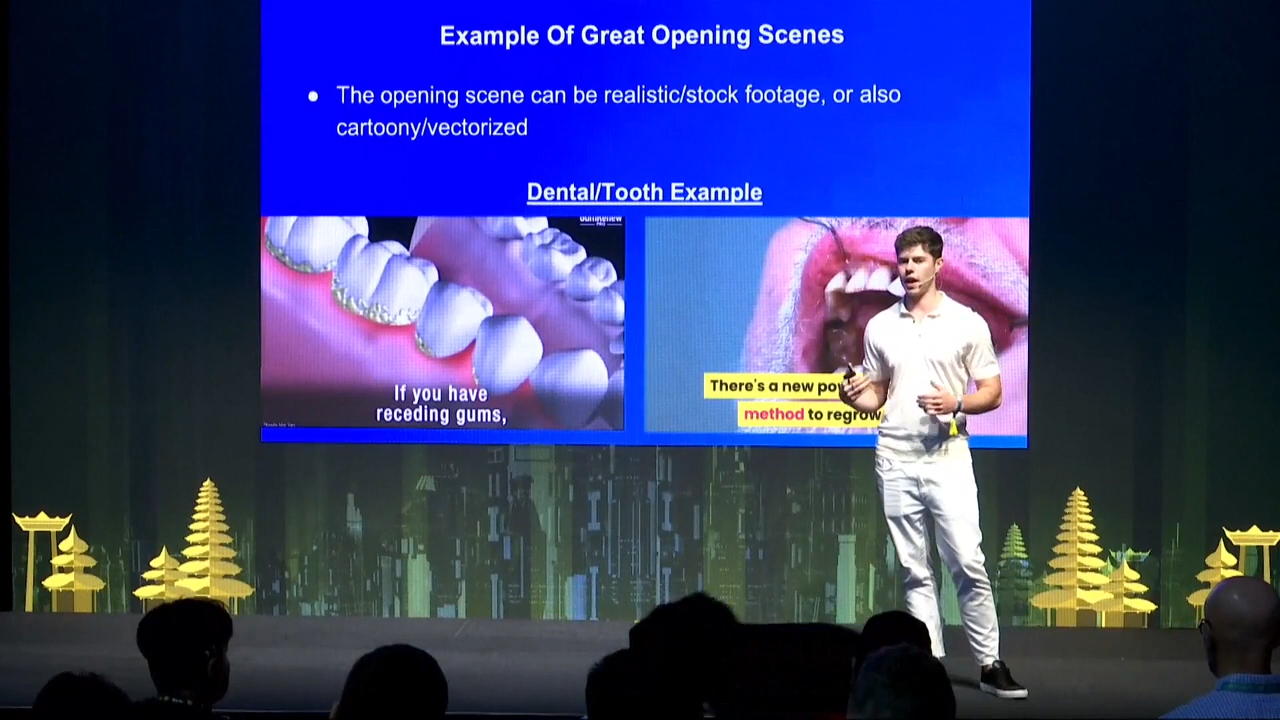 Example Of Great Opening Scenes
● The opening scene can be realistic/stock footage, or also
cartoony/vectorized
Dental/Tooth Example
If you have
receding gums,
There's a new
method to regrow